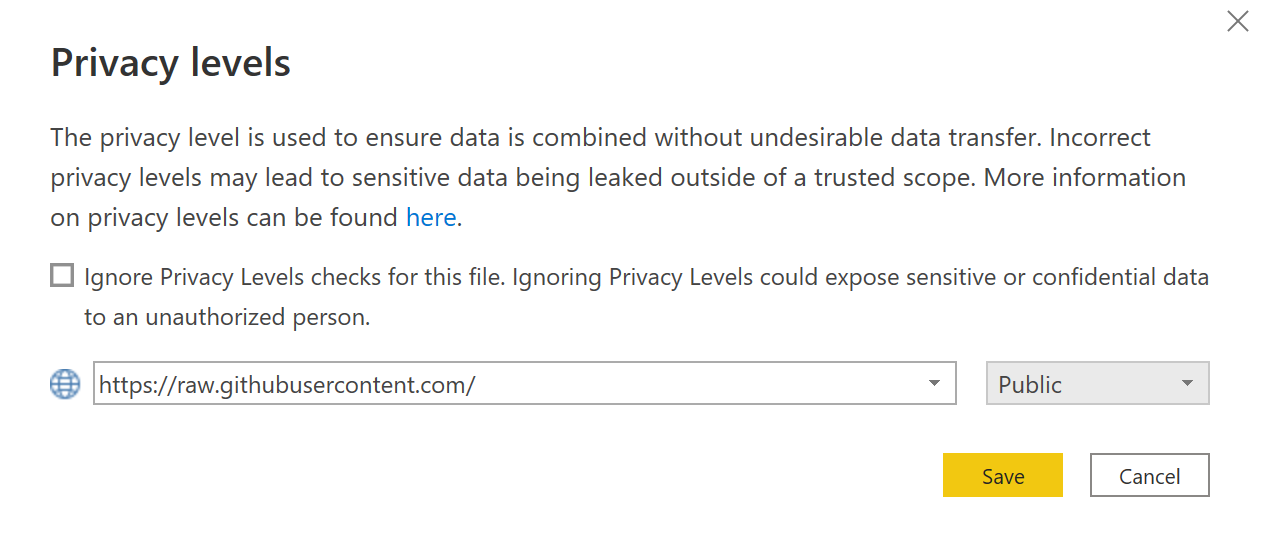 Privacy levels
The privacy level is used to ensure data is combined without undesirable data transfer. Incorrect
privacy levels may lead to sensitive data being leaked outside of a trusted scope. More information
on privacy levels can be found here.
Ignore Privacy Levels checks for this file. Ignoring Privacy Levels could expose sensitive or confidential data
to an unauthorized person.
https://raw.githubusercontent.com/ Public
Save Cancel